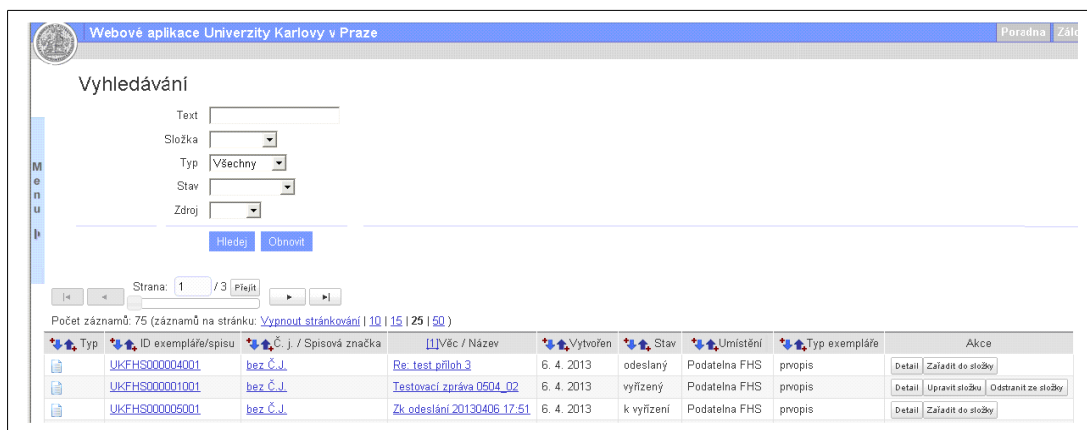 Webové aplikace Univerzity Karlovy v Praze
Poradna
Vyhledávání
Text
Složka
Typ Všechny
Stav
Zdroj
Menu
Hledej Obnovit
Strana: 1 / 3 Přejít
Počet záznamů: 75 (záznamů na stránku: Vypnout stránkování | 10 | 15 | 25 | 50 )
Typ ID exempláře/spisu Č. j. / Spisová značka [1]Věc / Název Vytvořen Stav Umístění Typ exempláře Akce
UKFHS000004001 bez Č.J. Re: test příloh 3 6. 4. 2013 odeslaný Podatelna FHS prvopis Detail Zařadit do složky
UKFHS000001001 bez Č.J. Testovací zpráva 0504_02 6. 4. 2013 vyřízený Podatelna FHS prvopis Detail Upravit složku Odstranit ze složky
UKFHS000005001 bez Č.J. Zk odeslání 20130406 17:51 6. 4. 2013 k vyřízení Podatelna FHS prvopis Detail Zařadit do složky